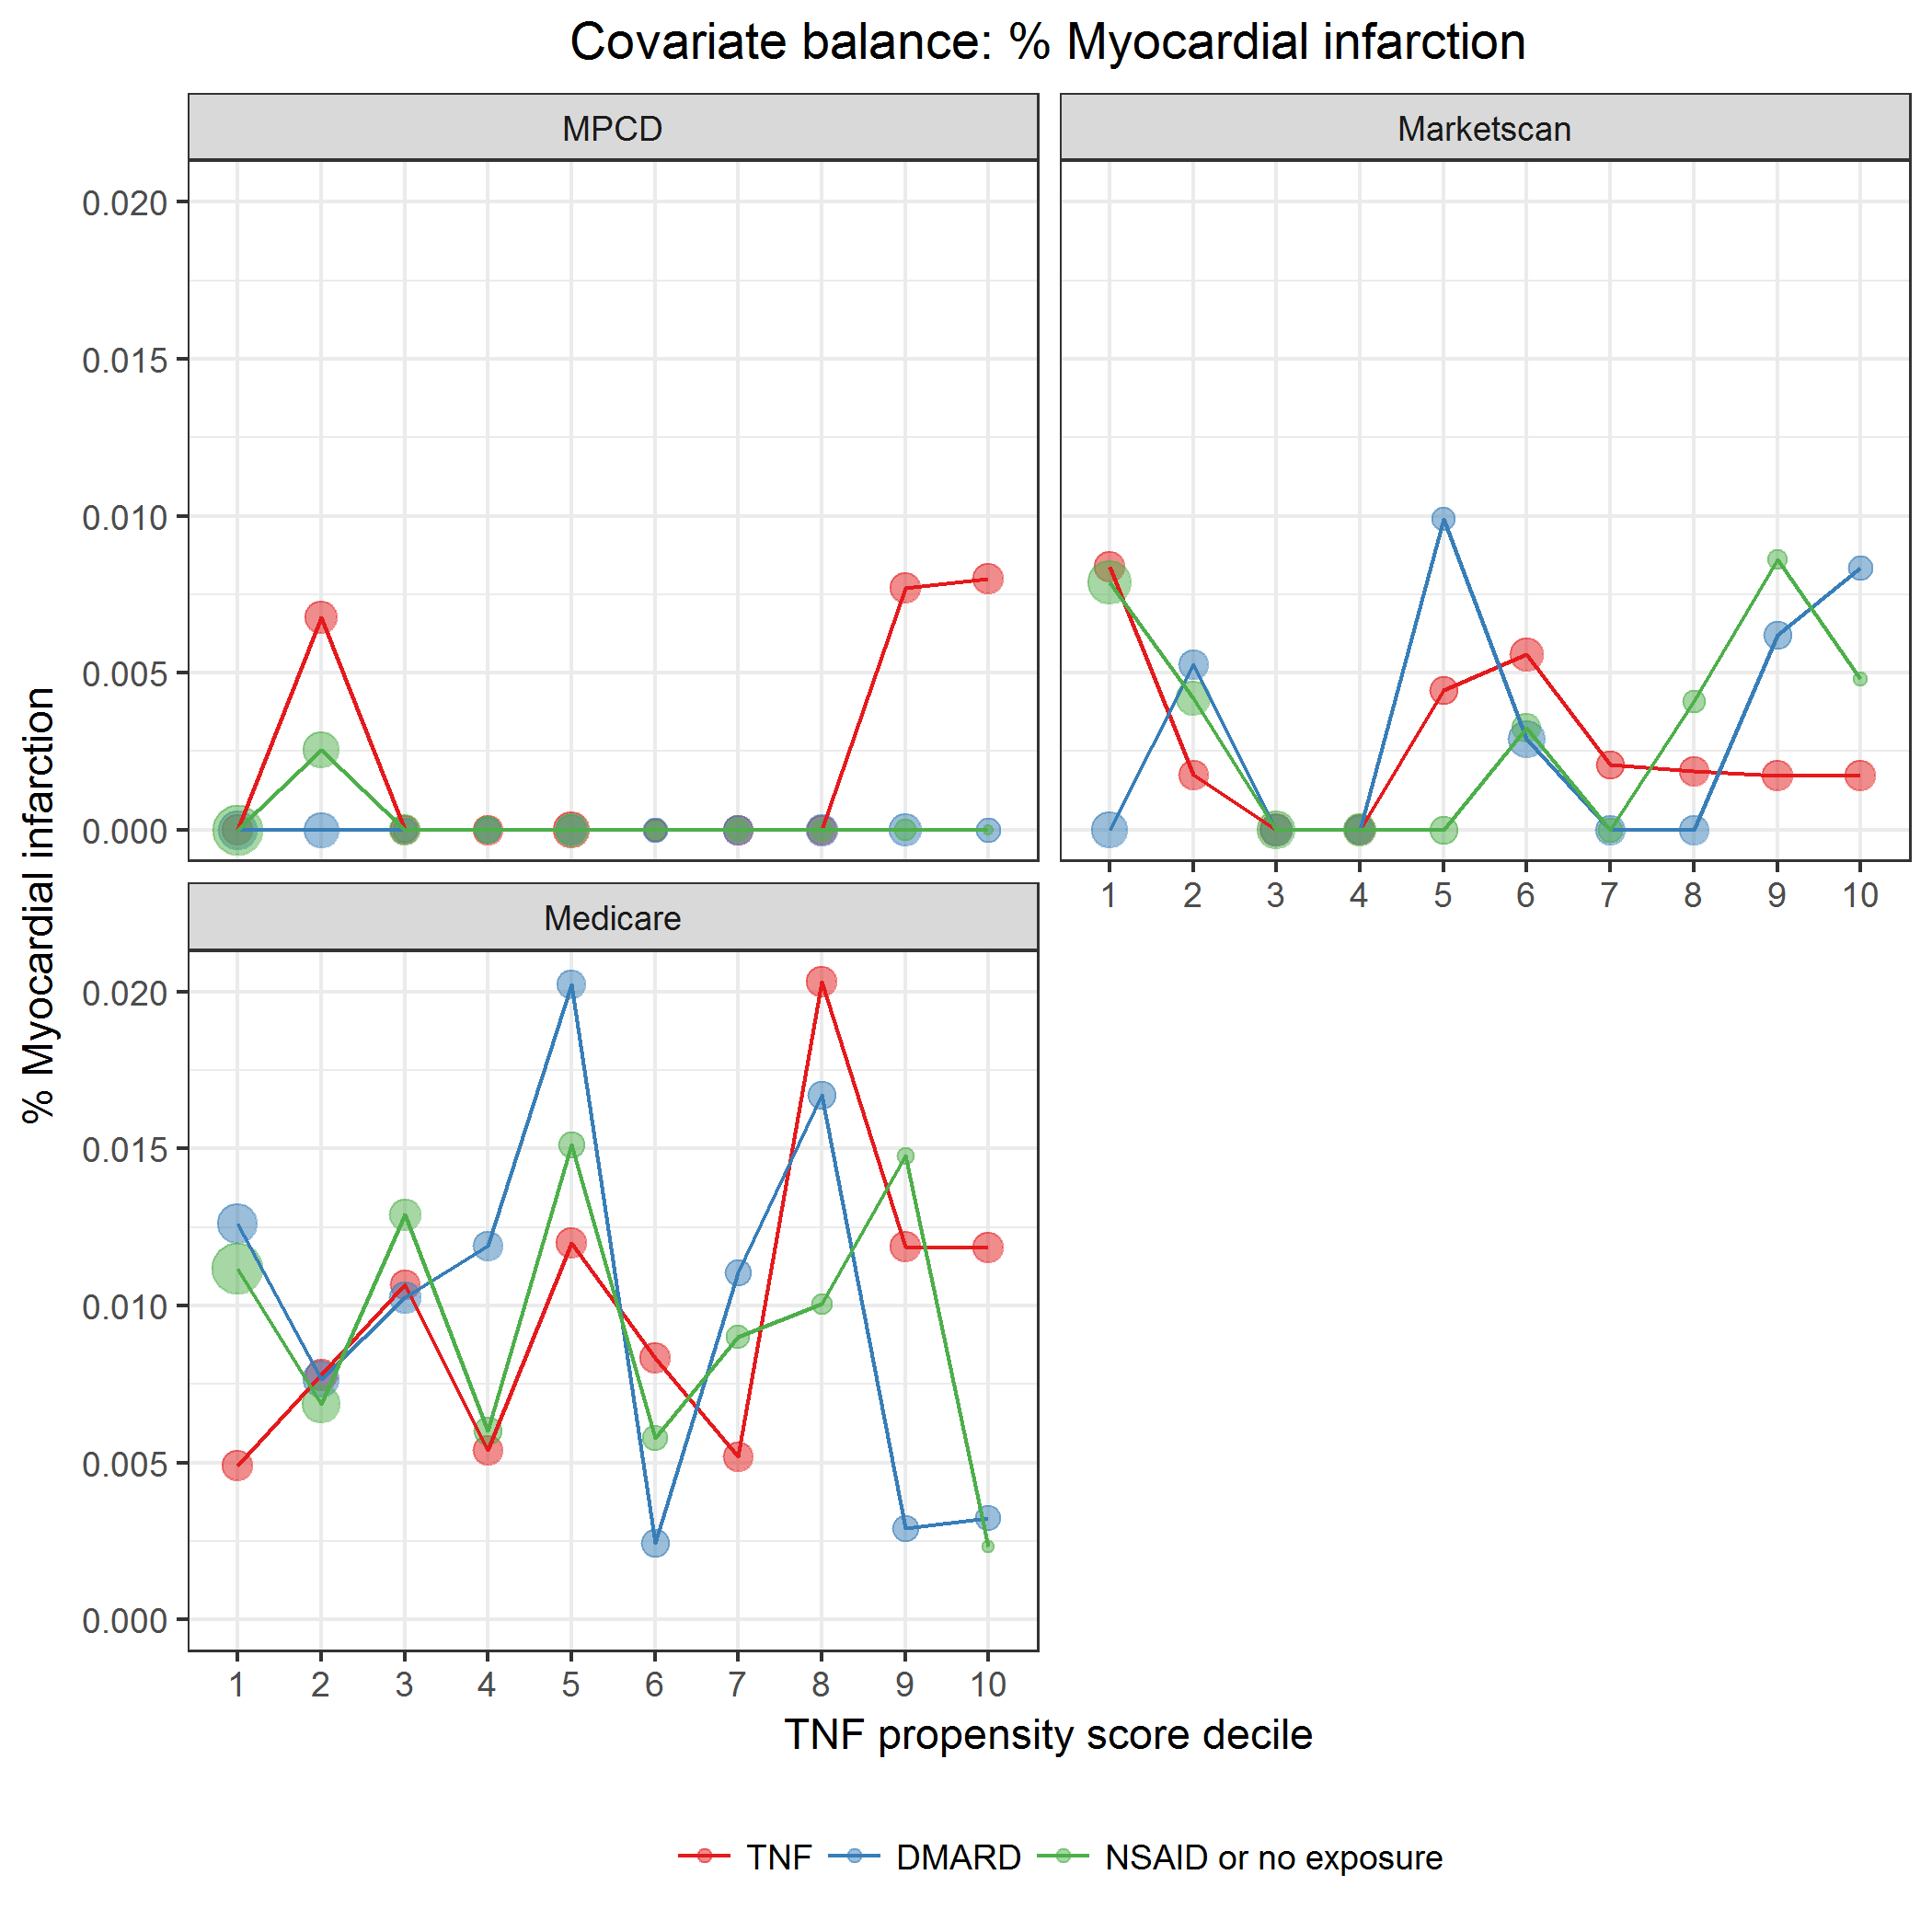 Covariate balance: % Myocardial infarction
MPCD
Marketscan
0.020
0.015
0.010
0.005
0.000
1 2 3 4 5 6 7 8 9 10
Medicare
0.020
0.015
0.010
0.005
0.000
1 2 3 4 5 6 7 8 9 10
% Myocardial infarction
TNF propensity score decile
TNF DMARD NSAID or no exposure